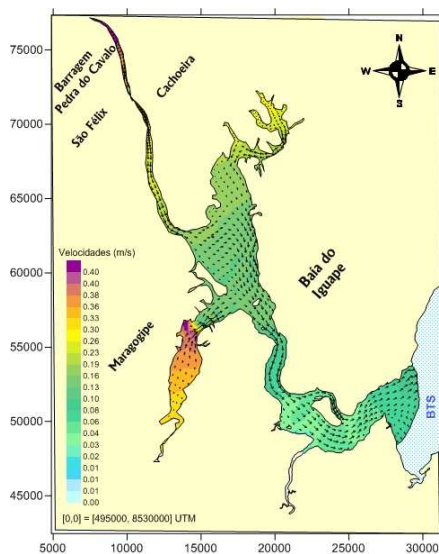 75000
70000
65000
60000
55000
50000
45000
5000
10000
15000
20000
25000
30000
Barragem
Pedra do Cavalo
São Félix
Cachoeira
N
W
E
S
Velocidades (m/s)
0.40
0.40
0.38
0.36
0.33
0.30
0.26
0.23
0.19
0.16
0.13
0.10
0.08
0.06
0.04
0.03
0.02
0.01
0.01
0.01
0.00
Maragogipe
Baía do
Iguape
BTS
[0,0] = [495000, 8530000] UTM